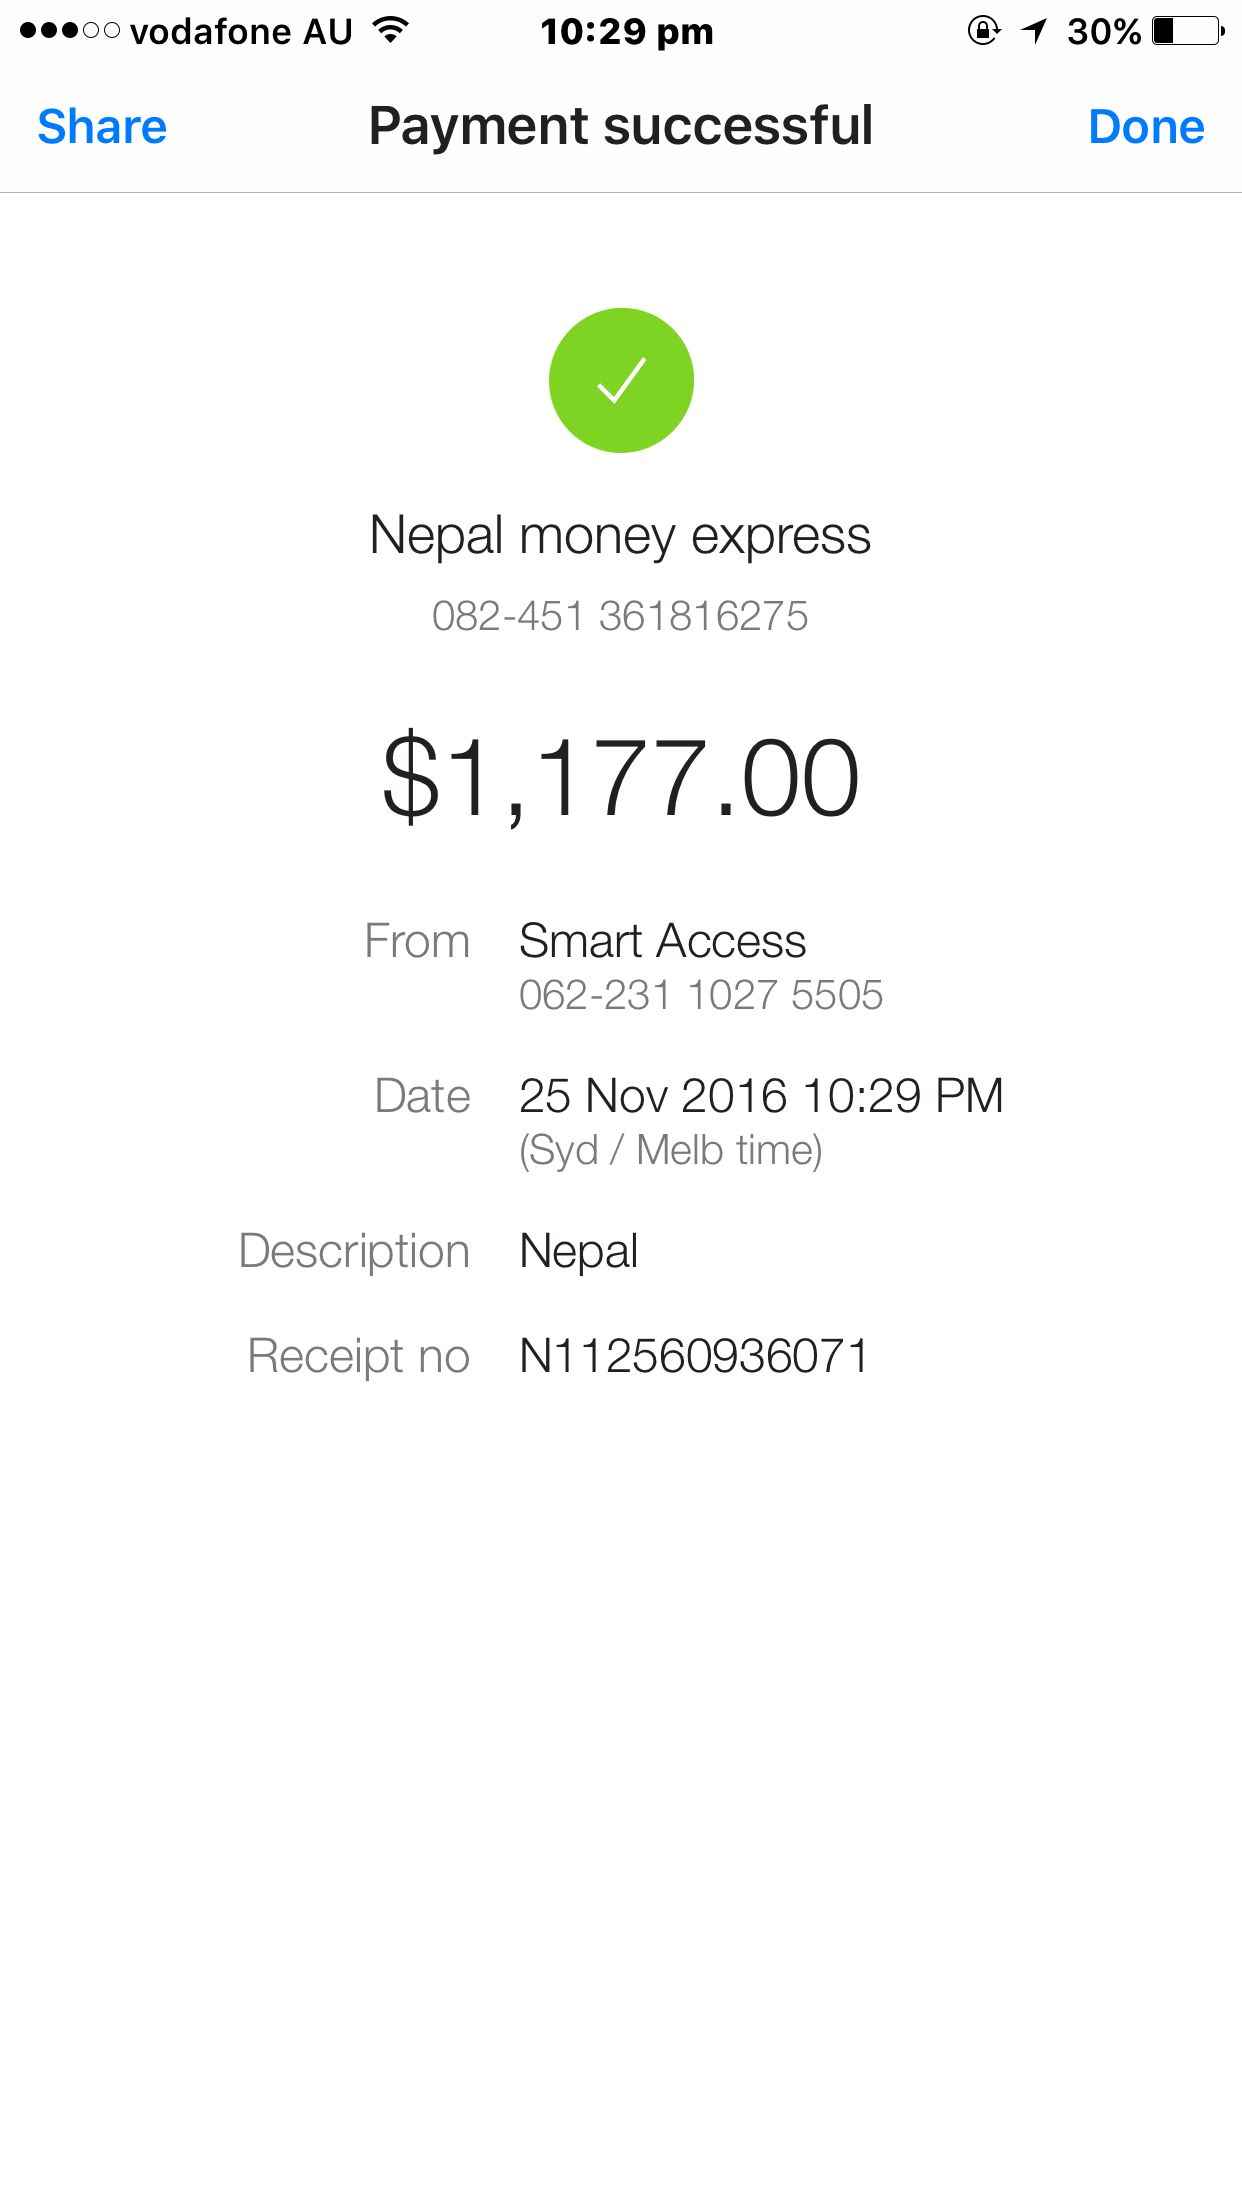 vodafone AU 10:29 pm 30%
Share Payment successful Done
Nepal money express
082-451 361816275
$1,177.00
From Smart Access
062-231 1027 5505
Date 25 Nov 2016 10:29 PM
(Syd / Melb time)
Description Nepal
Receipt no N112560936071